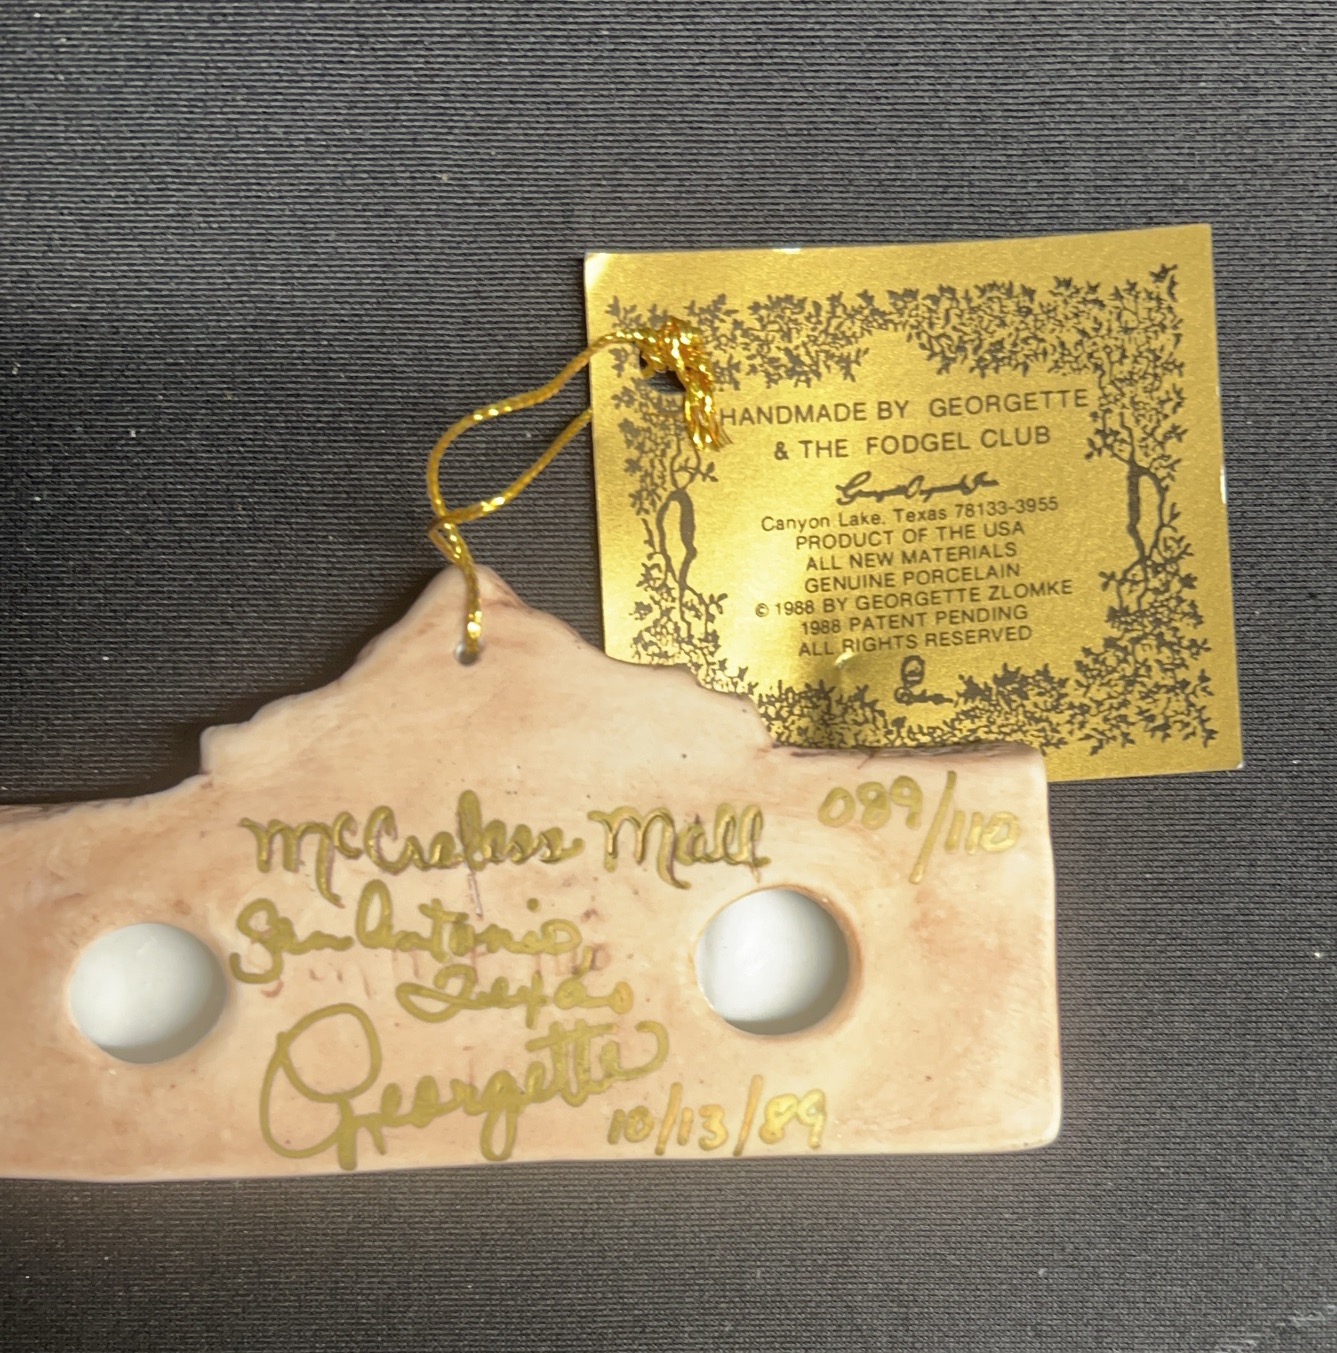 HANDMADE BY GEORGETTE
& THE FODGEL CLUB
Canyon Lake, Texas 78133-3955
PRODUCT OF THE USA
ALL NEW MATERIALS
GENUINE PORCELAIN
© 1988 BY GEORGETTE ZLOMKE
1988 PATENT PENDING
ALL RIGHTS RESERVED
McCreless Mall
089/110
San Antonio,
Texas
Georgette
10/13/89